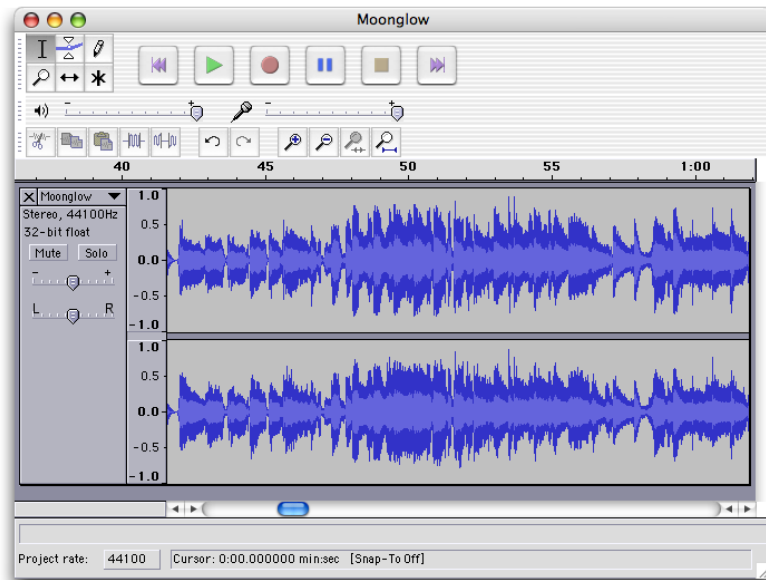 Moonglow
40 45 50 55 1:00
X Moonglow
Stereo, 44100Hz
32-bit float
Mute Solo
- +
L R
1.0
0.5-
0.0-
-0.5-
-1.0
1.0
0.5-
0.0-
-0.5-
-1.0
Project rate: 44100 Cursor: 0:00.000000 min:sec [Snap-To Off]